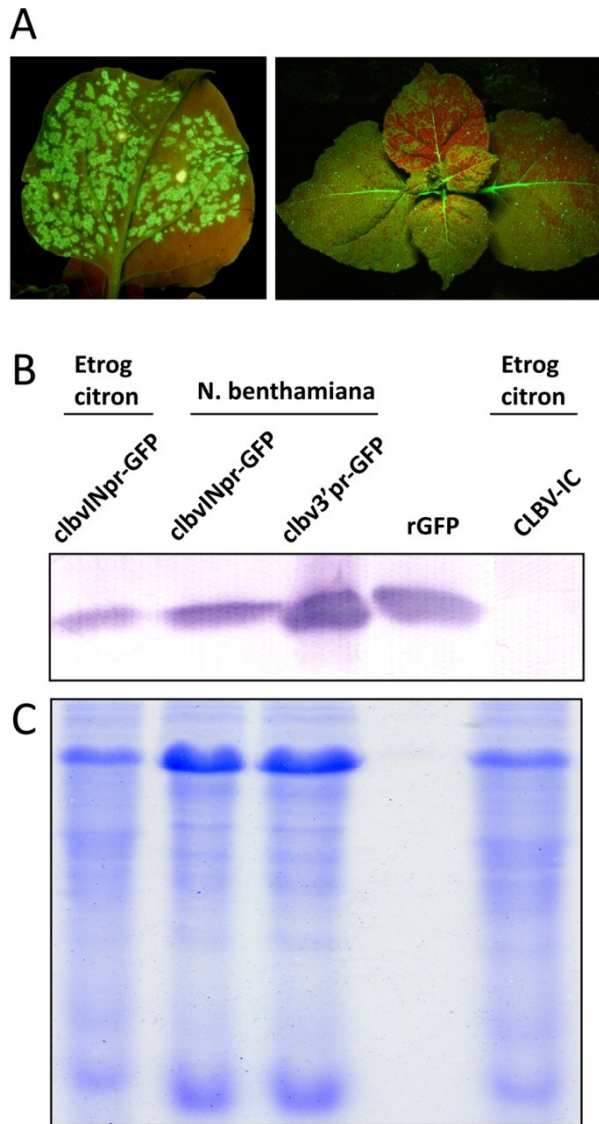 A
B
Etrog
citron
N. benthamiana
Etrog
citron
clbvINpr-GFP
clbvINpr-GFP
clbv3'pr-GFP
rGFP
CLBV-IC
C